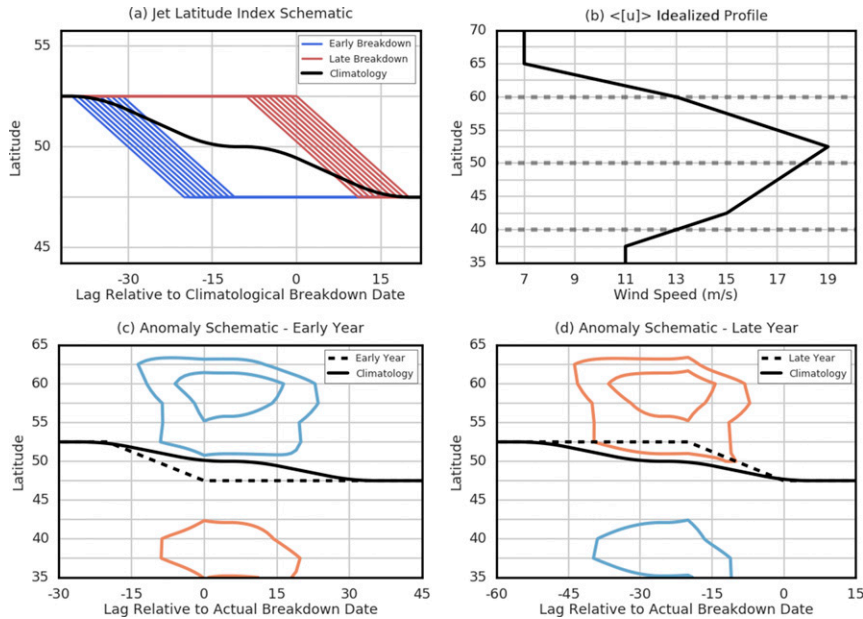 (a) Jet Latitude Index Schematic
55
50
45
Latitude
Early Breakdown
Late Breakdown
Climatology
-30 -15 0 15
Lag Relative to Climatological Breakdown Date
(b) <[u]> Idealized Profile
70
65
60
55
50
45
40
35
Latitude
7 9 11 13 15 17 19
Wind Speed (m/s)
(c) Anomaly Schematic - Early Year
65
60
55
50
45
40
35
Latitude
Early Year
Climatology
-30 -15 0 15 30 45
Lag Relative to Actual Breakdown Date
(d) Anomaly Schematic - Late Year
65
60
55
50
45
40
35
Latitude
Late Year
Climatology
-60 -45 -30 -15 0 15
Lag Relative to Actual Breakdown Date